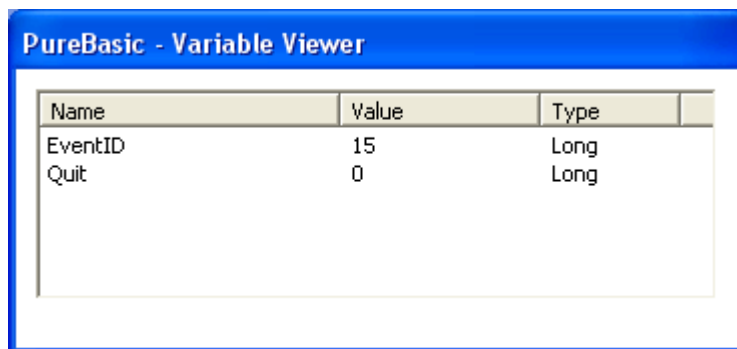 PureBasic - Variable Viewer
Name Value Type
EventID 15 Long
Quit 0 Long